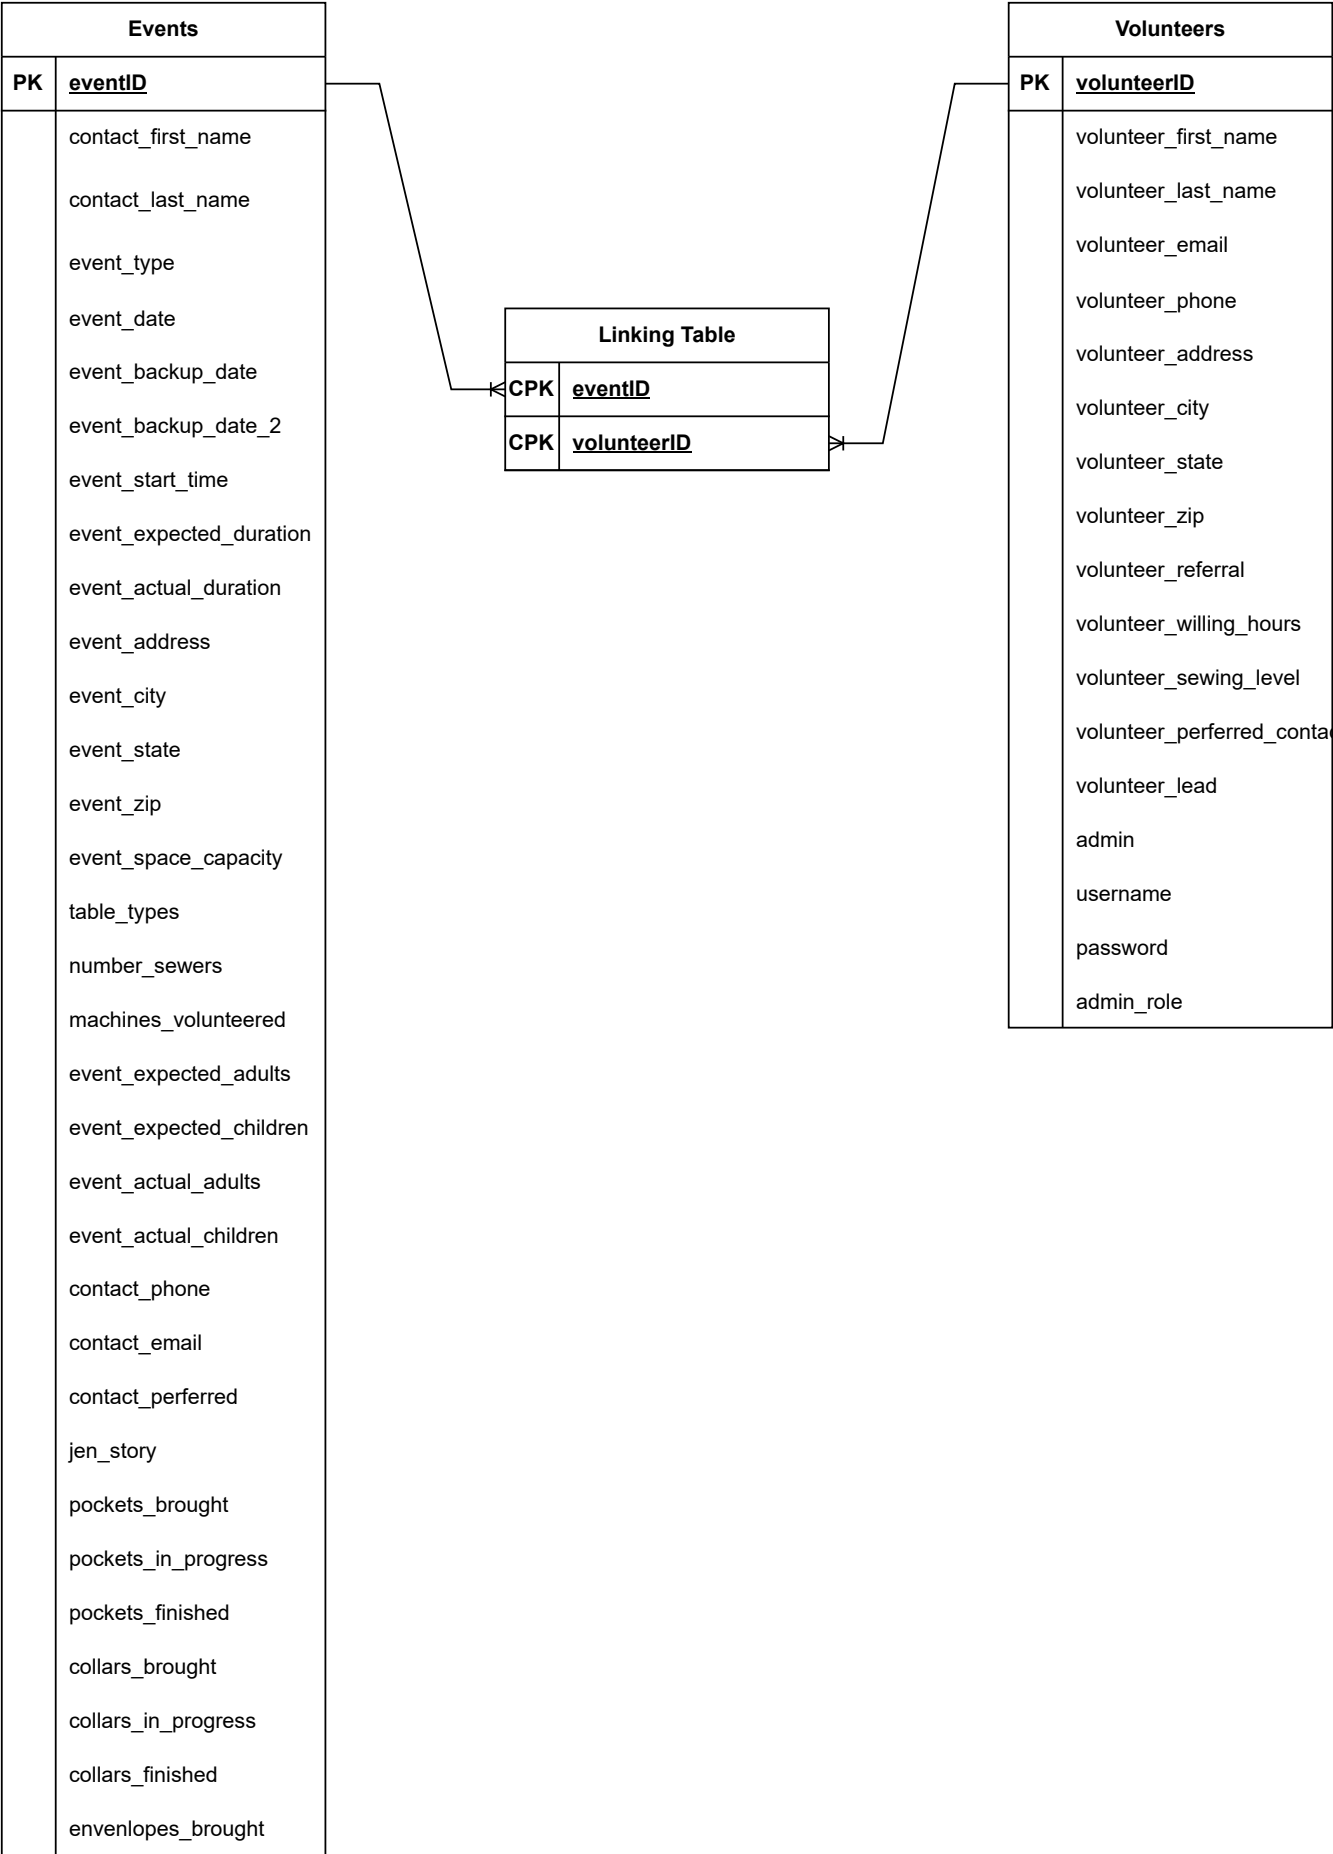 Events
PK eventID
contact_first_name
contact_last_name
event_type
event_date
event_backup_date
event_backup_date_2
event_start_time
event_expected_duration
event_actual_duration
event_address
event_city
event_state
event_zip
event_space_capacity
table_types
number_sewers
machines_volunteered
event_expected_adults
event_expected_children
event_actual_adults
event_actual_children
contact_phone
contact_email
contact_perferred
jen_story
pockets_brought
pockets_in_progress
pockets_finished
collars_brought
collars_in_progress
collars_finished
envenlopes_brought
Linking Table
CPK eventID
CPK volunteerID
Volunteers
PK volunteerID
volunteer_first_name
volunteer_last_name
volunteer_email
volunteer_phone
volunteer_address
volunteer_city
volunteer_state
volunteer_zip
volunteer_referral
volunteer_willing_hours
volunteer_sewing_level
volunteer_perferred_contac
volunteer_lead
admin
username
password
admin_role